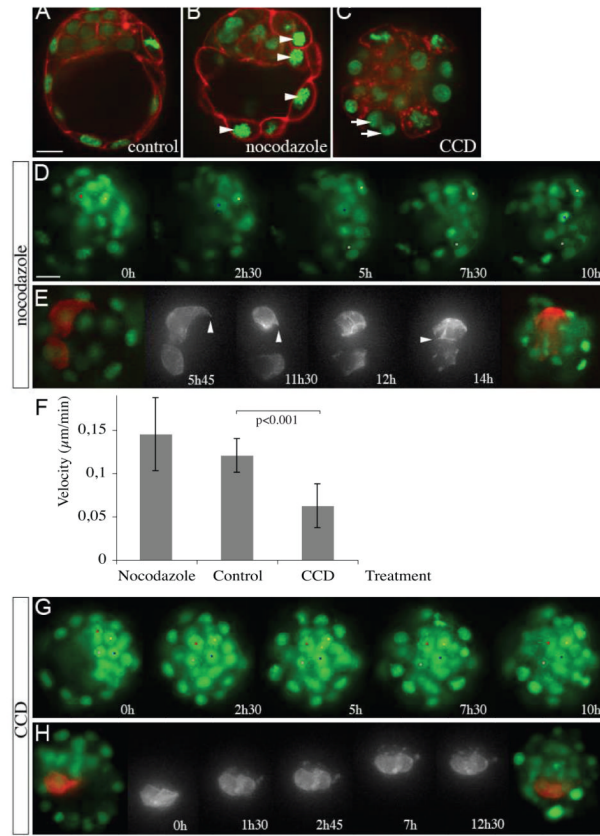 A
B
C
control
nocodazole
CCD
nocodazole
D
0h
2h30
5h
7h30
10h
E
5h45
11h30
12h
14h
F
Velocity (µm/min)
0,15
0,1
0,05
0
p<0.001
Nocodazole
Control
CCD
Treatment
CCD
G
0h
2h30
5h
7h30
10h
H
0h
1h30
2h45
7h
12h30